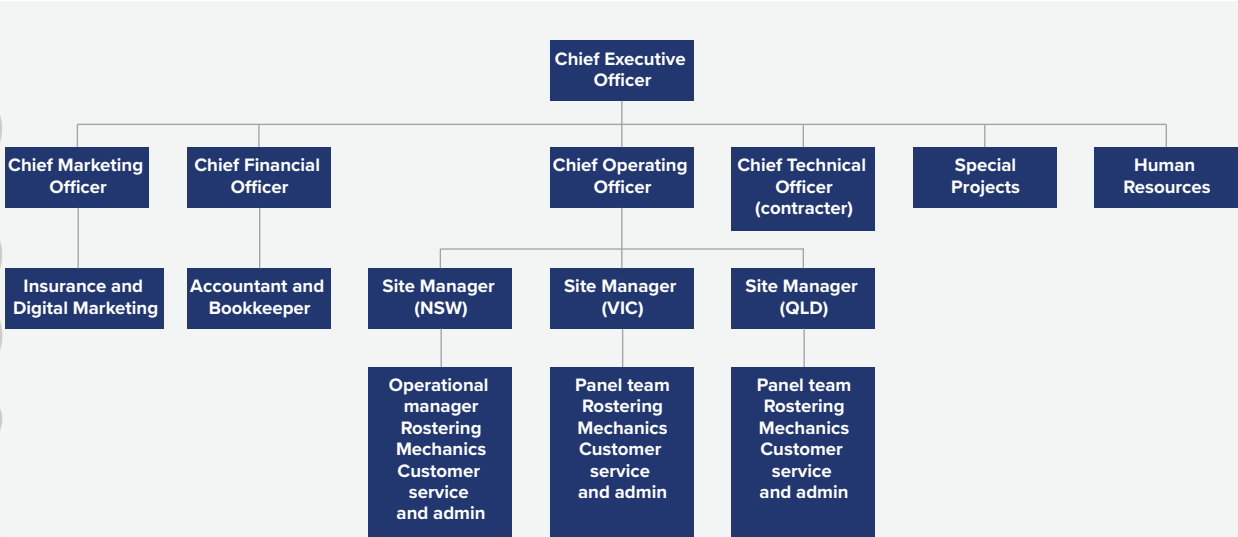 Chief Executive
Officer
Chief Marketing
Officer
Chief Financial
Officer
Chief Operating
Officer
Chief Technical
Officer
(contracter)
Special
Projects
Human
Resources
Insurance and
Digital Marketing
Accountant and
Bookkeeper
Site Manager
(NSW)
Site Manager
(VIC)
Site Manager
(QLD)
Operational
manager
Rostering
Mechanics
Customer
service
and admin
Panel team
Rostering
Mechanics
Customer
service
and admin
Panel team
Rostering
Mechanics
Customer
service
and admin